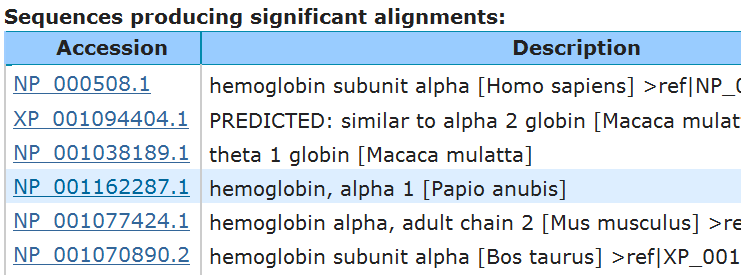 Sequences producing significant alignments:
Accession Description
NP_000508.1 hemoglobin subunit alpha [Homo sapiens] >ref|NP_0
XP_001094404.1 PREDICTED: similar to alpha 2 globin [Macaca mulat
NP_001038189.1 theta 1 globin [Macaca mulatta]
NP_001162287.1 hemoglobin, alpha 1 [Papio anubis]
NP_001077424.1 hemoglobin alpha, adult chain 2 [Mus musculus] >re
NP_001070890.2 hemoglobin subunit alpha [Bos taurus] >ref|XP_001